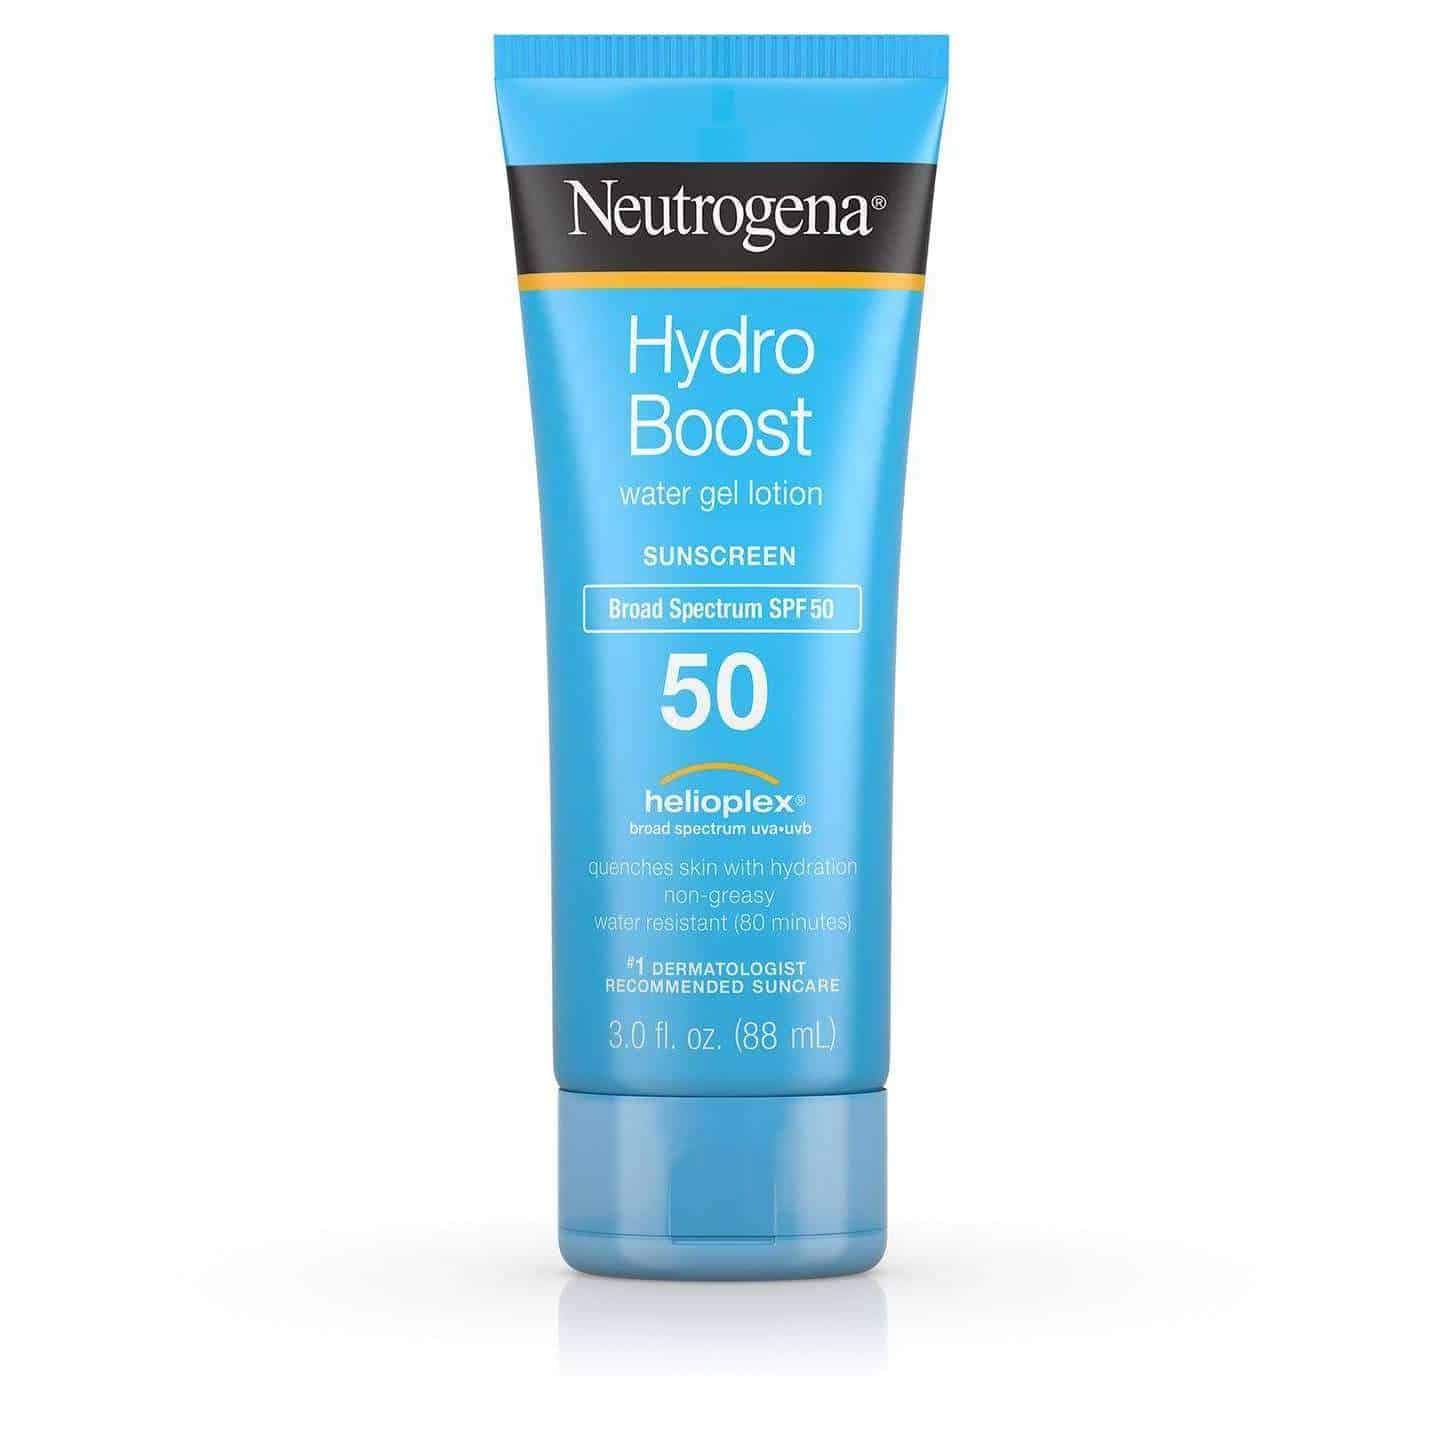 Neutrogena®
Hydro
Boost
water gel lotion
SUNSCREEN
Broad Spectrum SPF 50
50
helioplex®
broad spectrum uva•uvb
quenches skin with hydration
non-greasy
water resistant (80 minutes)
#1 DERMATOLOGIST
RECOMMENDED SUNCARE
3.0 fl. oz. (88 mL)